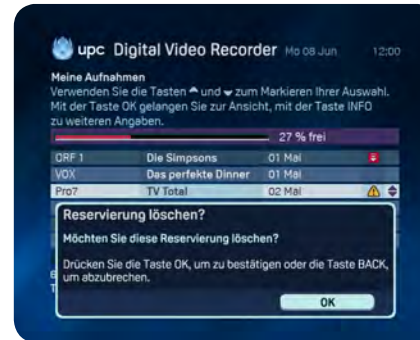 upc Digital Video Recorder Mo 08 Jun 12:00
Meine Aufnahmen
Verwenden Sie die Tasten und zum Markieren Ihrer Auswahl.
Mit der Taste OK gelangen Sie zur Ansicht, mit der Taste INFO
zu weiteren Angaben.
27 % frei
ORF 1 Die Simpsons 01 Mai
VOX Das perfekte Dinner 01 Mai
Pro7 TV Total 02 Mai
Reservierung löschen?
Möchten Sie diese Reservierung löschen?
Drücken Sie die Taste OK, um zu bestätigen oder die Taste BACK,
um abzubrechen.
OK